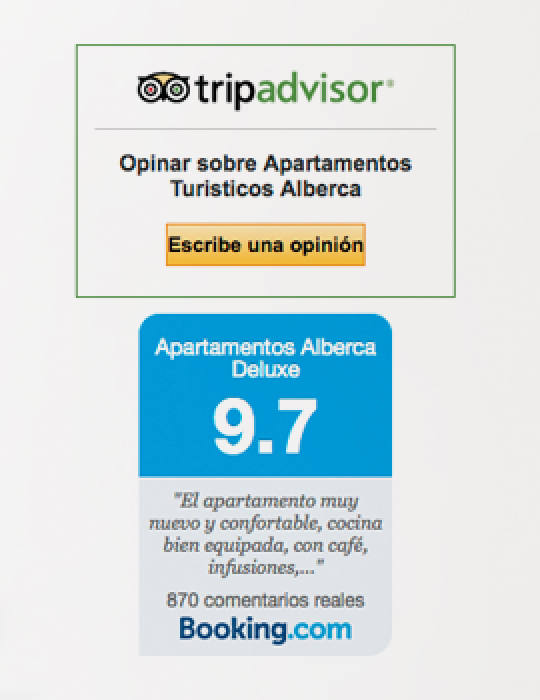 tripadvisor®
Opinar sobre Apartamentos
Turisticos Alberca
Escribe una opinión
Apartamentos Alberca
Deluxe
9.7
"El apartamento muy
nuevo y confortable, cocina
bien equipada, con café,
infusiones,..."
870 comentarios reales
Booking.com